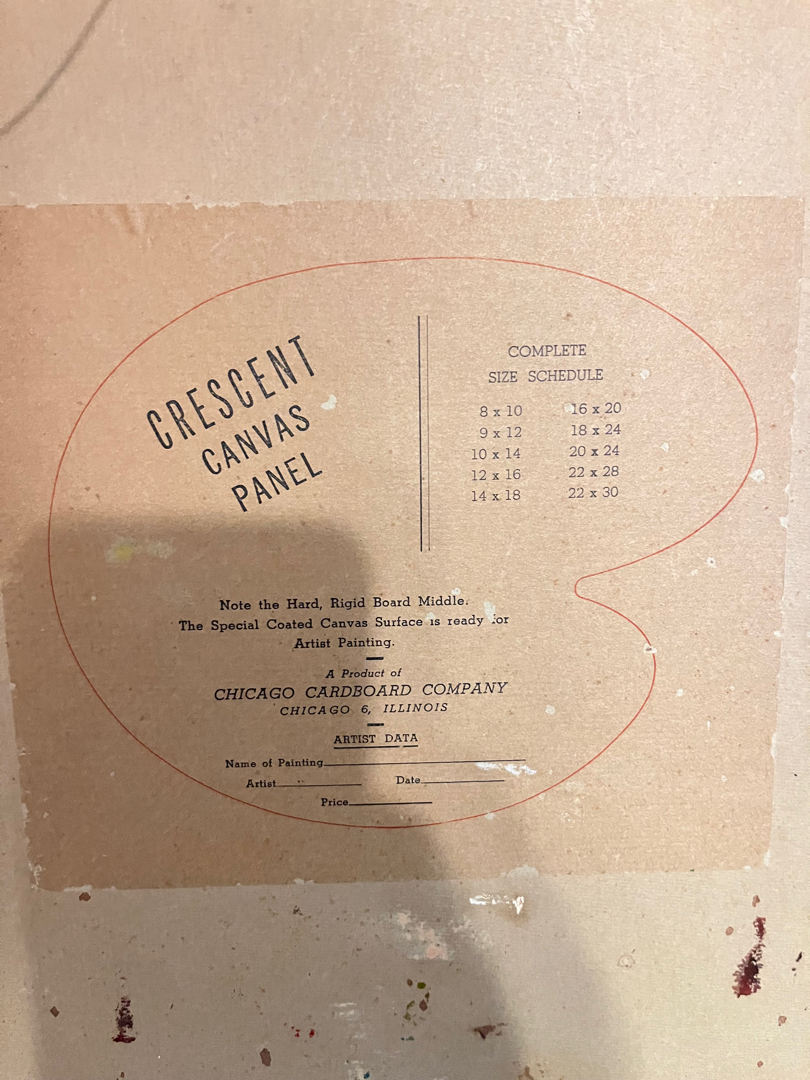 CRESCENT
CANVAS
PANEL
COMPLETE
SIZE SCHEDULE
8 x 10 16 x 20
9 x 12 18 x 24
10 x 14 20 x 24
12 x 16 22 x 28
14 x 18 22 x 30
Note the Hard, Rigid Board Middle.
The Special Coated Canvas Surface is ready for
Artist Painting.
A Product of
CHICAGO CARDBOARD COMPANY
CHICAGO 6, ILLINOIS
ARTIST DATA
Name of Painting
Artist Date
Price